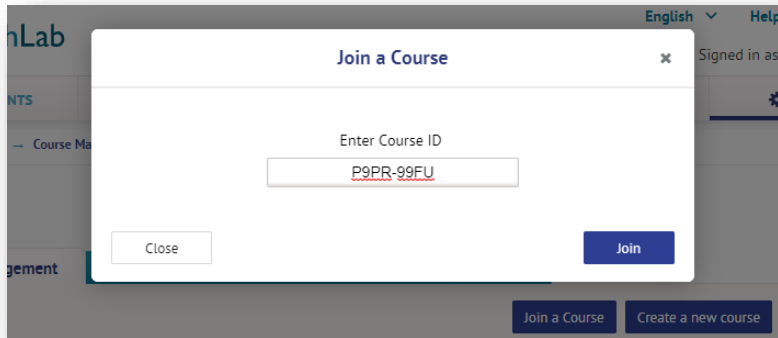 English Help
hLab
Join a Course
Signed in as
NTS
→ Course Ma
Enter Course ID
P9PR-99FU
Close
Join
gement
Join a Course
Create a new course